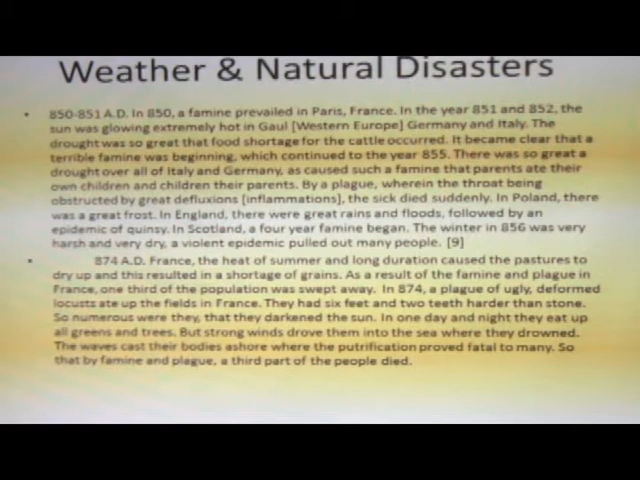 Weather & Natural Disasters
• 850-851 A.D. In 850, a famine prevailed in Paris, France. In the year 851 and 852, the
sun was glowing extremely hot in Gaul [Western Europe] Germany and Italy. The
drought was so great that food shortage for the cattle occurred. It became clear that a
terrible famine was beginning, which continued to the year 855. There was so great a
drought over all of Italy and Germany, as caused such a famine that parents ate their
own children and children their parents. By a plague, wherein the throat being
obstructed by great defluxions [inflammations], the sick died suddenly. In Poland, there
was a great frost. In England, there were great rains and floods, followed by an
epidemic of quinsy. In Scotland, a four year famine began. The winter in 856 was very
harsh and very dry, a violent epidemic pulled out many people. [9]
• 874 A.D. France, the heat of summer and long duration caused the pastures to
dry up and this resulted in a shortage of grains. As a result of the famine and plague in
France, one third of the population was swept away. In 874, a plague of ugly, deformed
locusts ate up the fields in France. They had six feet and two teeth harder than stone.
So numerous were they, that they darkened the sun. In one day and night they eat up
all greens and trees. But strong winds drove them into the sea where they drowned.
The waves cast their bodies ashore where the putrification proved fatal to many. So
that by famine and plague, a third part of the people died.